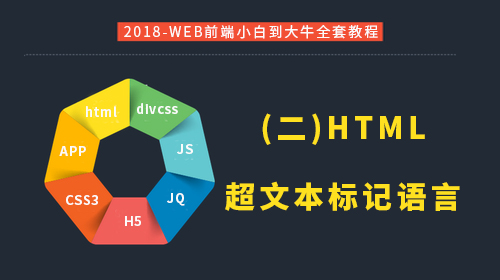 2018-WEB前端小白到大牛全套教程
html
divcss
APP
JS
CSS3
JQ
H5
(二)HTML
超文本标记语言